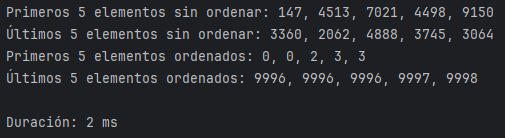 Primeros 5 elementos sin ordenar: 147, 4513, 7021, 4498, 9150
Últimos 5 elementos sin ordenar: 3360, 2062, 4888, 3745, 3064
Primeros 5 elementos ordenados: 0, 0, 2, 3, 3
Últimos 5 elementos ordenados: 9996, 9996, 9996, 9997, 9998
Duración: 2 ms